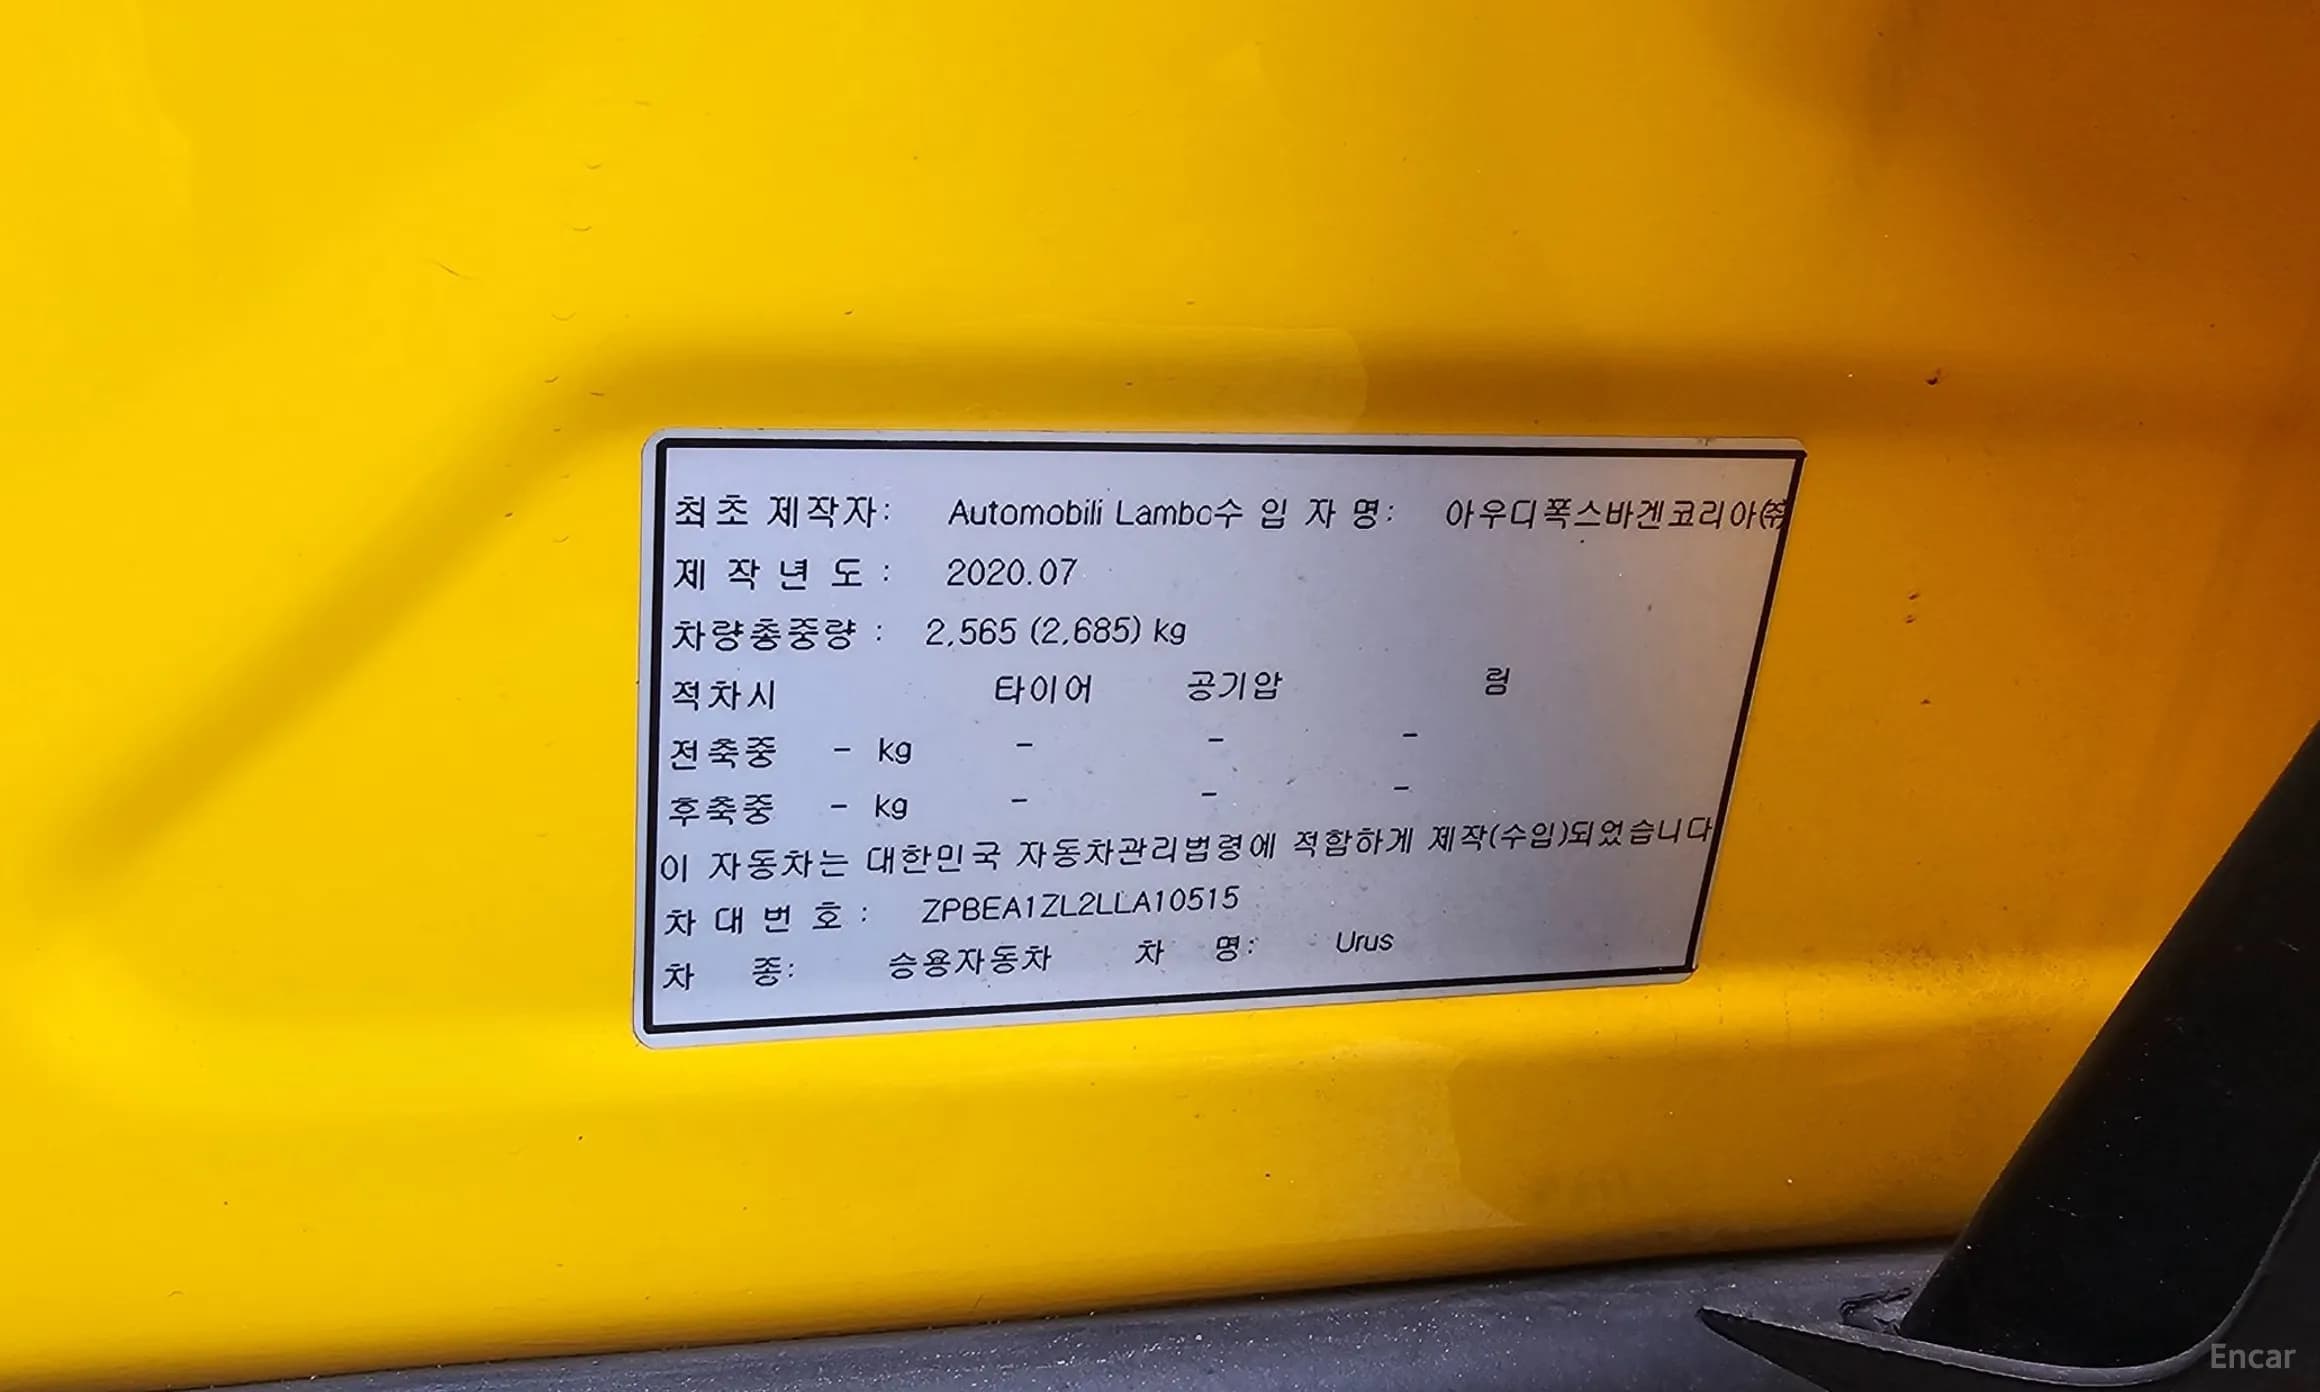 최초 제작자: Automobili Lambo수 입 자 명: 아우디폭스바겐코리아㈜
제 작 년 도 : 2020.07
차량총중량 : 2,565 (2,685) kg
적차시 타이어 공기압 림
전축중 - kg - - -
후축중 - kg - - -
이 자동차는 대한민국 자동차관리법령에 적합하게 제작(수입)되었습니다
차 대 번 호 : ZPBEA1ZL2LLA10515
차 종: 승용자동차 차 명: Urus
Encar